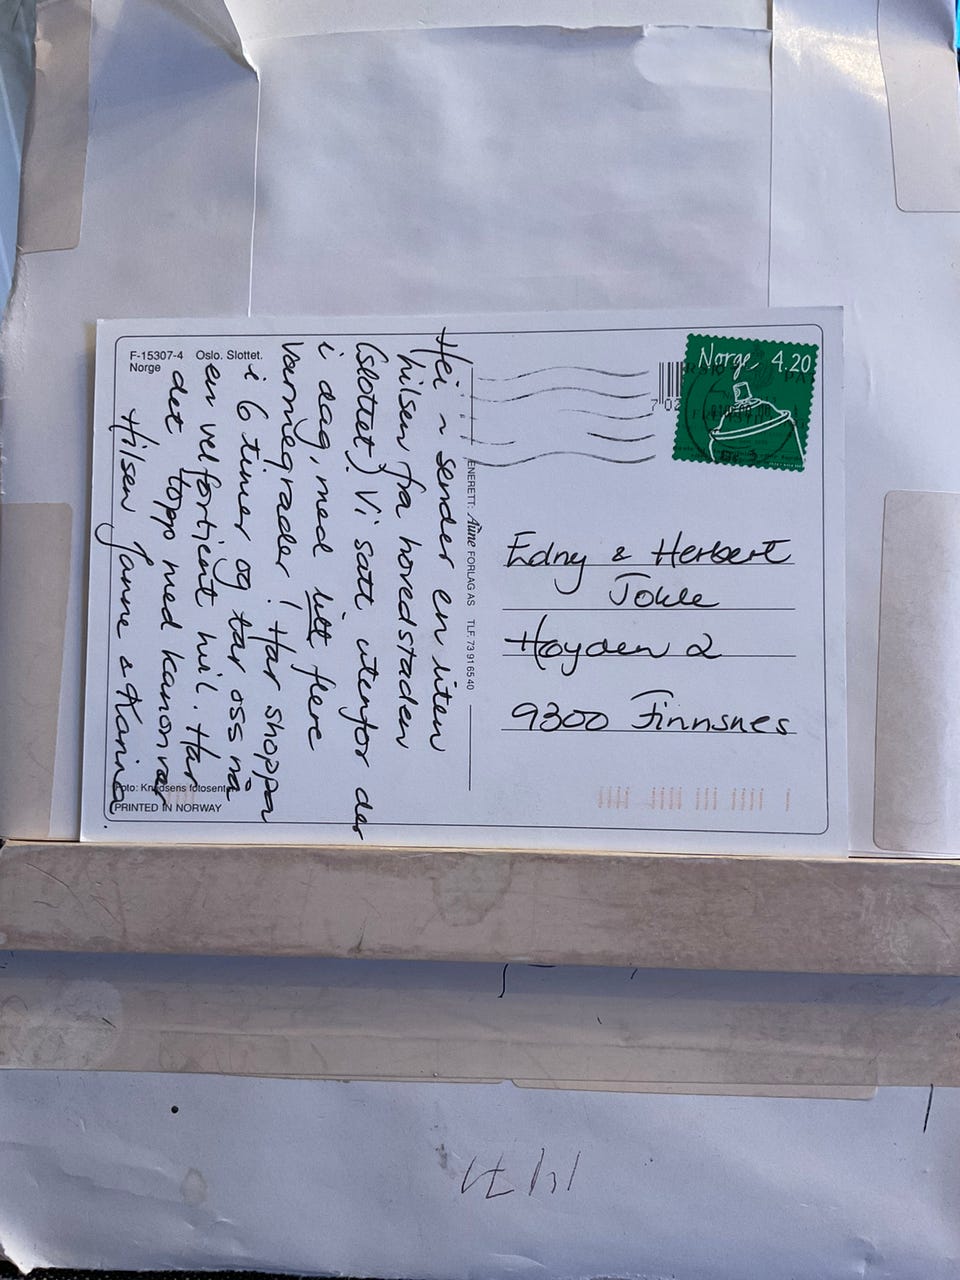 F-15307-4 Oslo. Slottet.
Norge
Hei ~ sender en liten
hilsen fra hovedstaden
(slottet). Vi satt utenfor der
i dag, med litt flere
varmegrader! Har shoppa
i 6 timer og tar oss nå
en velfortjent hvil. Har
det topp med kanonvær
Hilsen Janne & Karina.
Foto: Knudsens fotosenter
PRINTED IN NORWAY
ENERETT: Aune FORLAG AS TLF. 73 91 65 40
Norge 4.20
Edny & Herbert
Tokle
Høyden 2
9300 Finnsnes